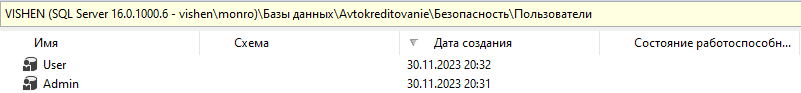 VISHEN (SQL Server 16.0.1000.6 - vishen\monro)\Базы данных\Avtokreditovanie\Безопасность\Пользователи
Имя Схема Дата создания Состояние работоспособн...
User 30.11.2023 20:32
Admin 30.11.2023 20:31